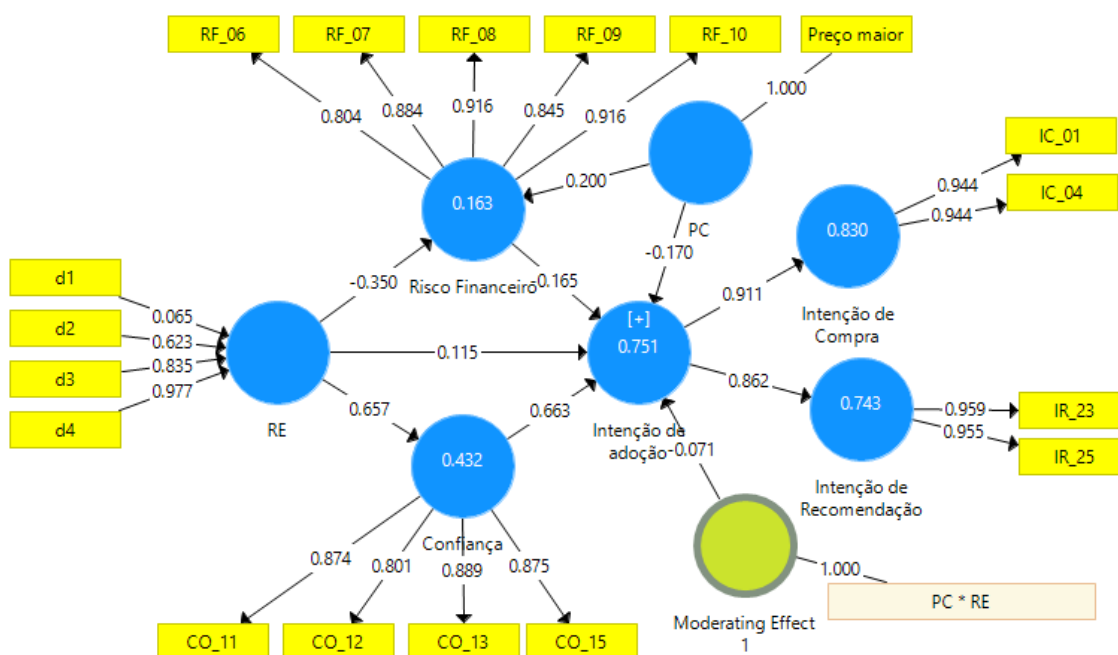 RF_06
RF_07
RF_08
RF_09
RF_10
Preço maior
0.804
0.884
0.916
0.845
0.916
1.000
IC_01
IC_04
0.944
0.944
0.163
0.200
PC
0.830
-0.170
d1
d2
d3
d4
0.065
0.623
0.835
0.977
-0.350
Risco Financeiro
-0.165
0.911
Intenção de
Compra
[+]
0.751
0.115
RE
0.862
0.743
0.959
0.955
IR_23
IR_25
0.657
0.663
Intenção de
adoção
-0.071
0.432
Intenção de
Recomendação
Confiança
0.874
0.801
0.889
0.875
1.000
PC * RE
Moderating Effect
1
CO_11
CO_12
CO_13
CO_15